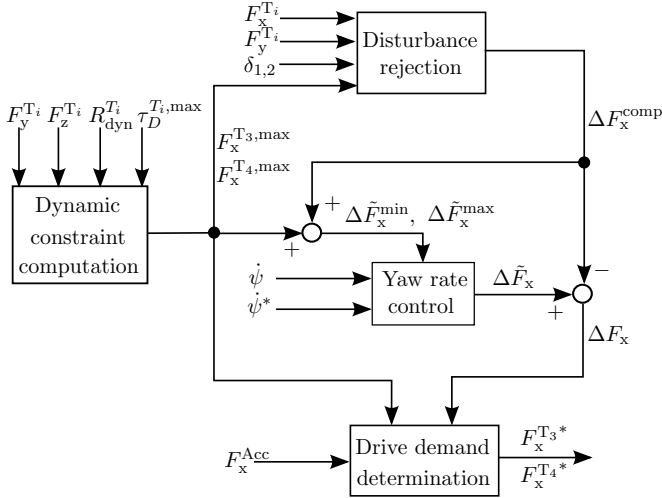 F_x^{T_i}
F_y^{T_i}
δ_{1,2}
Disturbance
rejection
F_y^{T_i} F_z^{T_i} R_{dyn}^{T_i} τ_D^{T_i,max}
ΔF_x^{comp}
F_x^{T_3,max}
F_x^{T_4,max}
Dynamic
constraint
computation
+
ΔF̃_x^{min}, ΔF̃_x^{max}
+
ψ̇
ψ̇*
Yaw rate
control
ΔF̃_x
−
+
ΔF_x
F_x^{Acc}
Drive demand
determination
F_x^{T_3}*
F_x^{T_4}*